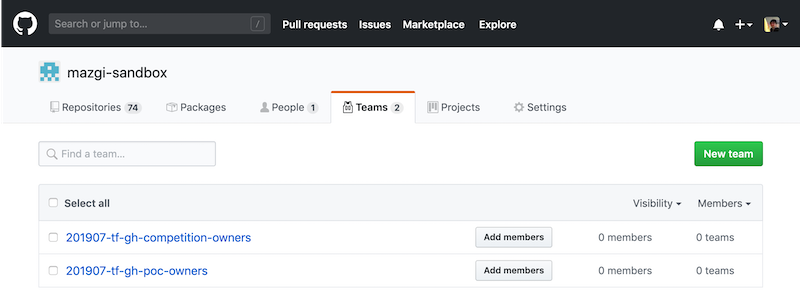 Search or jump to... /
Pull requests Issues Marketplace Explore
mazgi-sandbox
Repositories 74 Packages People 1 Teams 2 Projects Settings
Find a team... New team
Select all Visibility Members
201907-tf-gh-competition-owners Add members 0 members 0 teams
201907-tf-gh-poc-owners Add members 0 members 0 teams